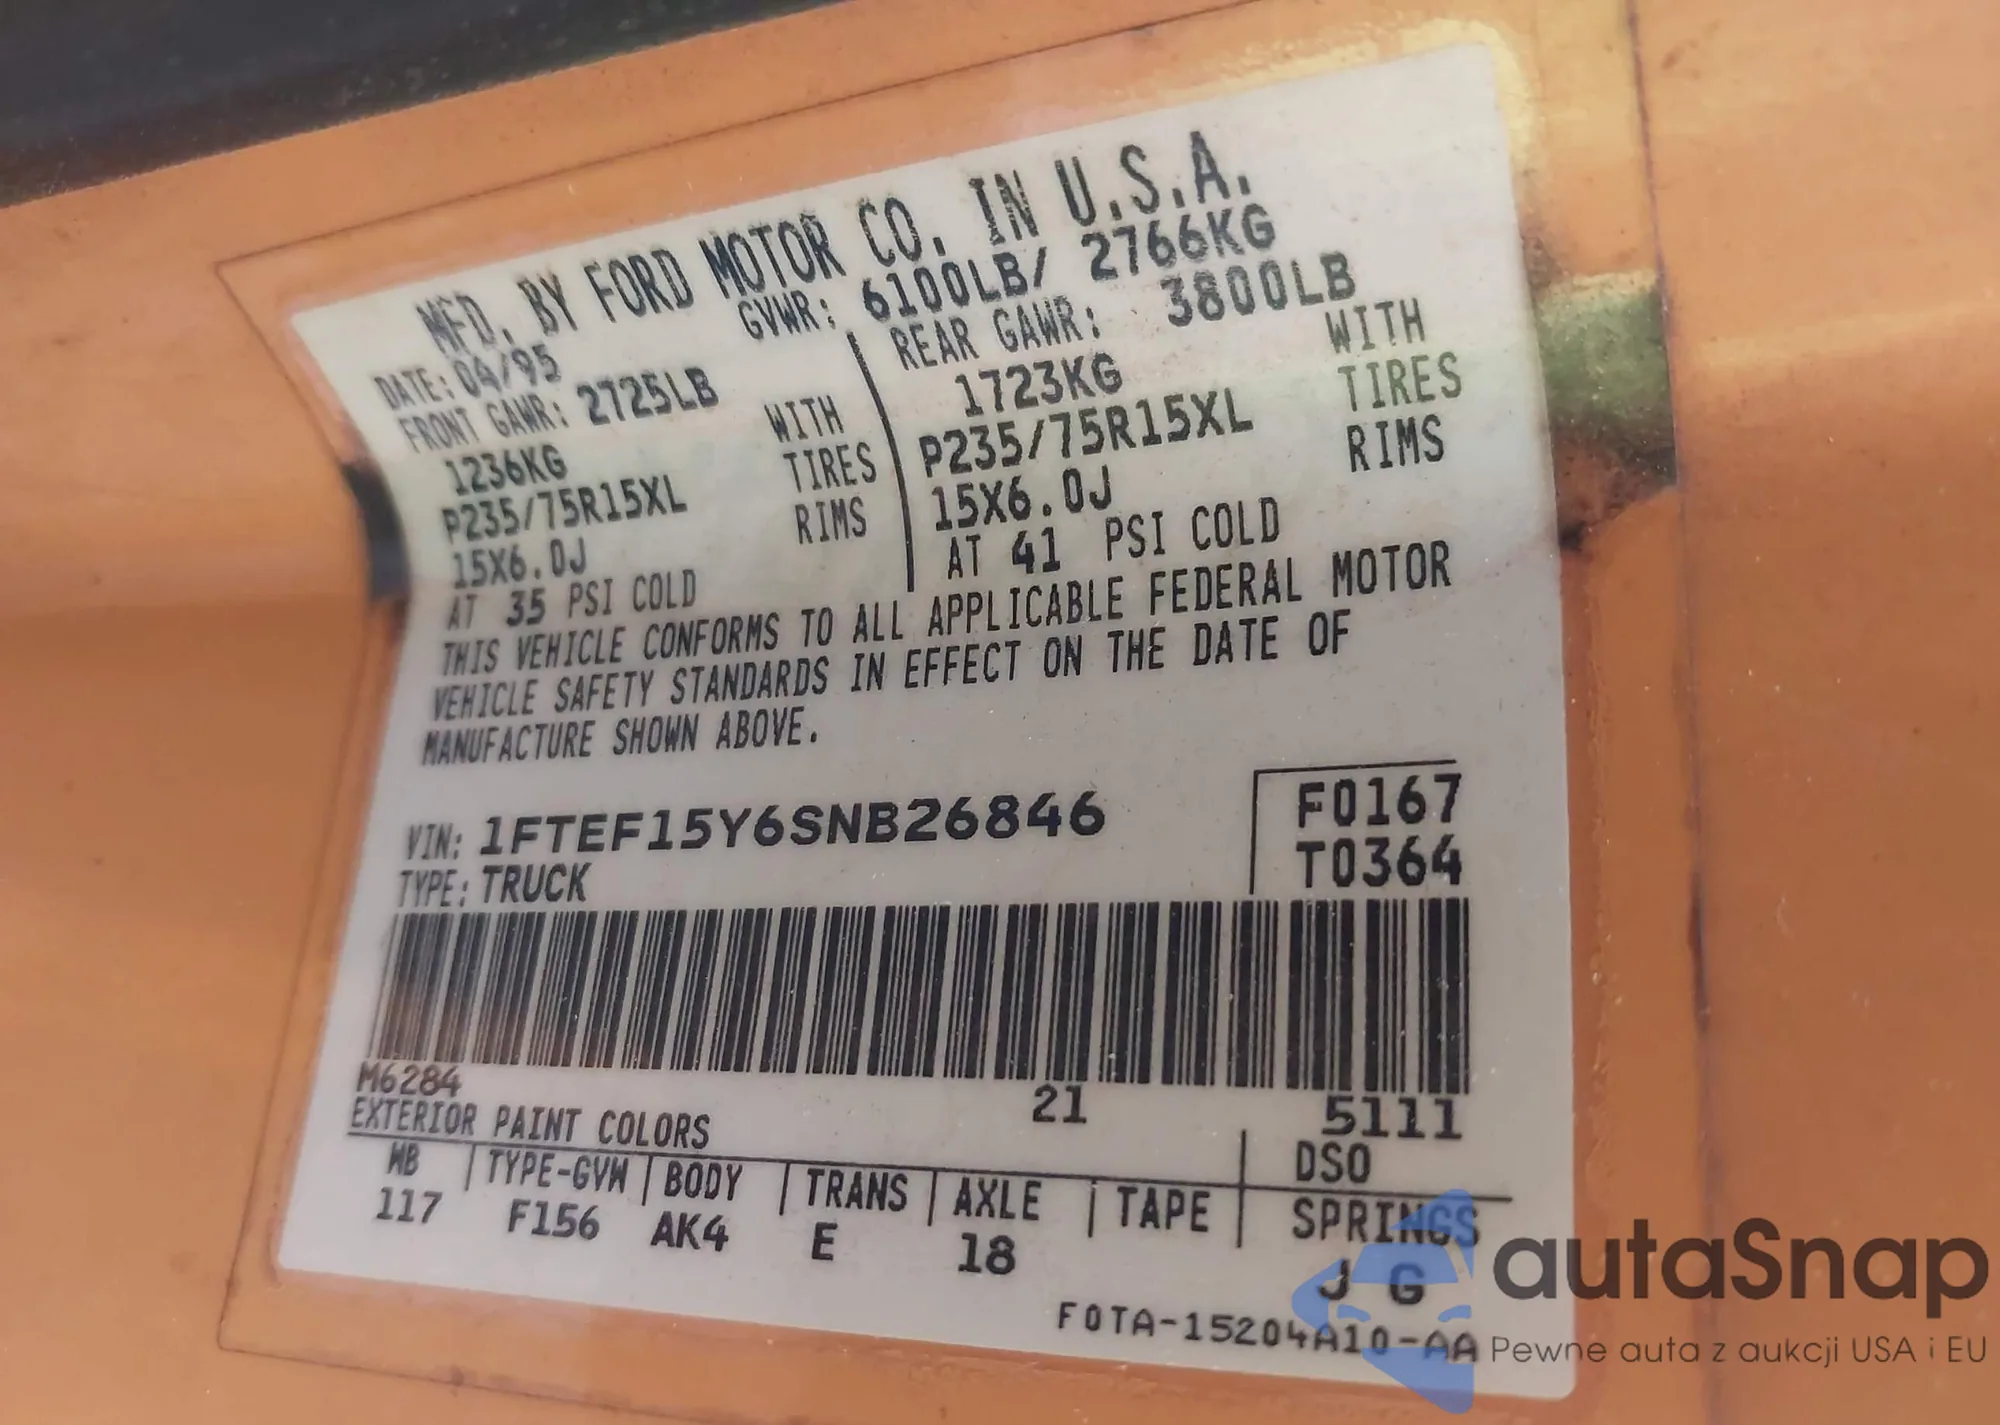 MFD. BY FORD MOTOR CO. IN U.S.A.
DATE: 04/95 GVWR: 6100LB/ 2766KG
FRONT GAWR: 2725LB REAR GAWR: 3800LB
1236KG WITH 1723KG WITH
P235/75R15XL TIRES P235/75R15XL TIRES
15X6.0J RIMS 15X6.0J RIMS
AT 35 PSI COLD AT 41 PSI COLD
THIS VEHICLE CONFORMS TO ALL APPLICABLE FEDERAL MOTOR
VEHICLE SAFETY STANDARDS IN EFFECT ON THE DATE OF
MANUFACTURE SHOWN ABOVE.
VIN: 1FTEF15Y6SNB26846 F0167
TYPE: TRUCK T0364
M6284 21 5111
EXTERIOR PAINT COLORS DSO
WB TYPE-GVW BODY TRANS AXLE TAPE SPRINGS
117 F156 AK4 E 18 J G
F0TA-15204A10-AA
autaSnap
Pewne auta z aukcji USA i EU